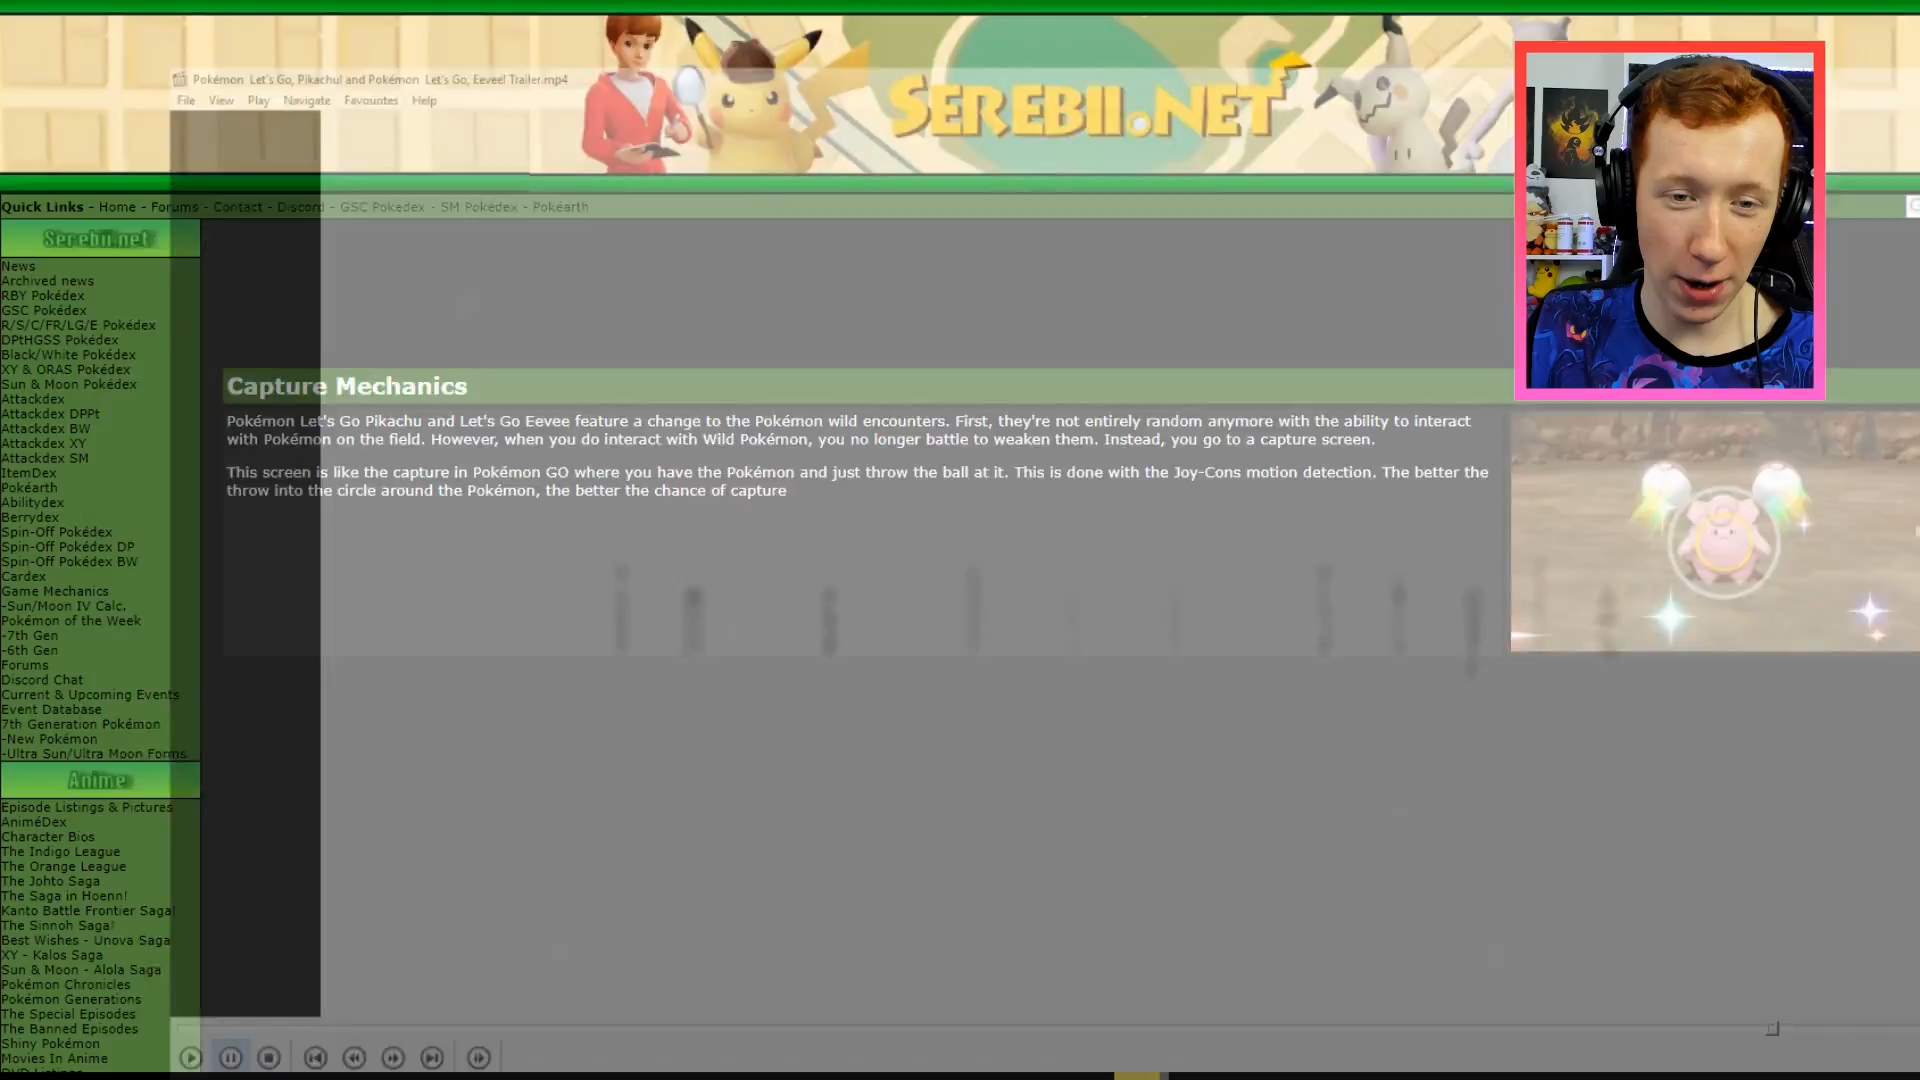 Pokémon Let's Go, Pikachu! and Pokémon Let's Go, Eevee! Trailer.mp4
File View Play Navigate Favourites Help
SEREBII.NET
Quick Links - Home - Forums - Contact - Discord - GSC Pokedex - SM Pokédex - Pokearth
Serebii.net
News
Archived news
RBY Pokédex
GSC Pokédex
R/S/C/FR/LG/E Pokédex
DPtHGSS Pokédex
Black/White Pokédex
XY & ORAS Pokédex
Sun & Moon Pokédex
Attackdex
Attackdex DPPt
Attackdex BW
Attackdex XY
Attackdex SM
ItemDex
Pokéarth
Abilitydex
Berrydex
Spin-Off Pokédex
Spin-Off Pokédex DP
Spin-Off Pokédex BW
Cardex
Game Mechanics
-Sun/Moon IV Calc.
Pokémon of the Week
-7th Gen
-6th Gen
Forums
Discord Chat
Current & Upcoming Events
Event Database
7th Generation Pokémon
-New Pokémon
-Ultra Sun/Ultra Moon Forms
Anime
Episode Listings & Pictures
AniméDex
Character Bios
The Indigo League
The Orange League
The Johto Saga
The Saga in Hoenn!
Kanto Battle Frontier Saga!
The Sinnoh Saga!
Best Wishes - Unova Saga
XY - Kalos Saga
Sun & Moon - Alola Saga
Pokémon Chronicles
Pokémon Generations
The Special Episodes
The Banned Episodes
Shiny Pokémon
Movies In Anime
Capture Mechanics
Pokémon Let's Go Pikachu and Let's Go Eevee feature a change to the Pokémon wild encounters. First, they're not entirely random anymore with the ability to interact
with Pokémon on the field. However, when you do interact with Wild Pokémon, you no longer battle to weaken them. Instead, you go to a capture screen.
This screen is like the capture in Pokémon GO where you have the Pokémon and just throw the ball at it. This is done with the Joy-Cons motion detection. The better the
throw into the circle around the Pokémon, the better the chance of capture